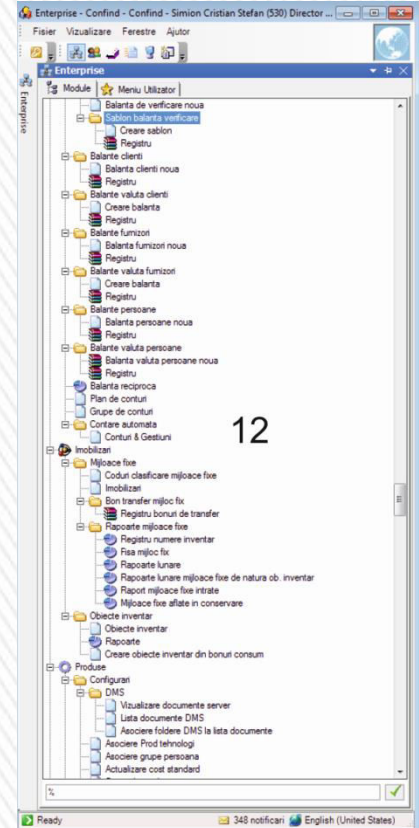 Enterprise - Confind - Confind - Simion Cristian Stefan (530) Director ...
Fisier Vizualizare Ferestre Ajutor
Enterprise
Enterprise
Module
Meniu Utilizator
Balanta de verificare noua
Sablon balanta verificare
Creare sablon
Registru
Balante clienti
Balanta clienti noua
Registru
Balante valuta clienti
Creare balanta
Registru
Balante furnizori
Balanta furnizori noua
Registru
Balante valuta furnizori
Creare balanta
Registru
Balante persoane
Balanta persoane noua
Registru
Balante valuta persoane
Balanta valuta persoane noua
Registru
Balanta reciproca
Plan de conturi
Grupe de conturi
Contare automata
Conturi & Gestiuni
12
Imobilizari
Mijloace fixe
Coduri clasificare mijloace fixe
Imobilizari
Bon transfer mijloc fix
Registru bonuri de transfer
Rapoarte mijloace fixe
Registru numere inventar
Fisa mijloc fix
Rapoarte lunare
Rapoarte lunare mijloace fixe de natura ob. inventar
Raport mijloace fixe intrate
Mijloace fixe aflate in conservare
Obiecte inventar
Obiecte inventar
Rapoarte
Creare obiecte inventar din bonuri consum
Produse
Configurari
DMS
Vizualizare documente server
Lista documente DMS
Asociere foldere DMS la lista documente
Asociere Prod tehnologi
Asociere grupe persoana
Actualizare cost standard
%
Ready
348 notificari
English (United States)